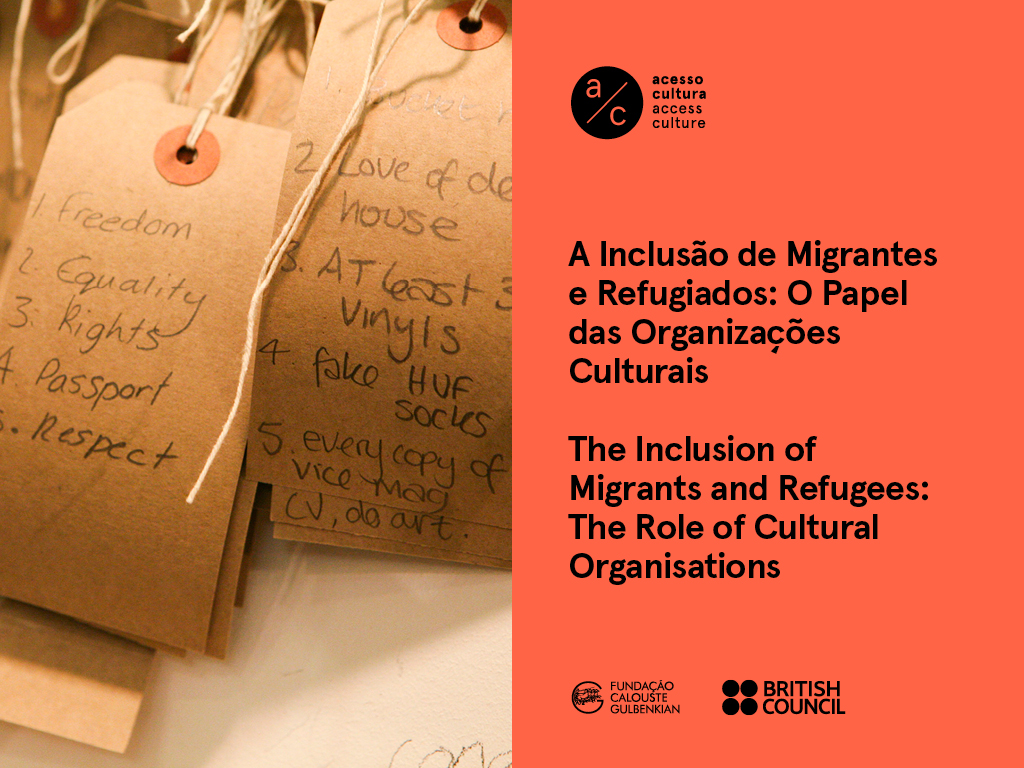 1. Freedom
2. Equality
3. Rights
4. Passport
5. Respect
2 Love of
house
3. AT least 3
vinyls
4. fake HUF
socks
5. every copy of
vice mag
CV, do art.
a/c
acesso
cultura
access
culture
A Inclusão de Migrantes
e Refugiados: O Papel
das Organizações
Culturais
The Inclusion of
Migrants and Refugees:
The Role of Cultural
Organisations
FUNDAÇÃO
CALOUSTE
GULBENKIAN
BRITISH
COUNCIL